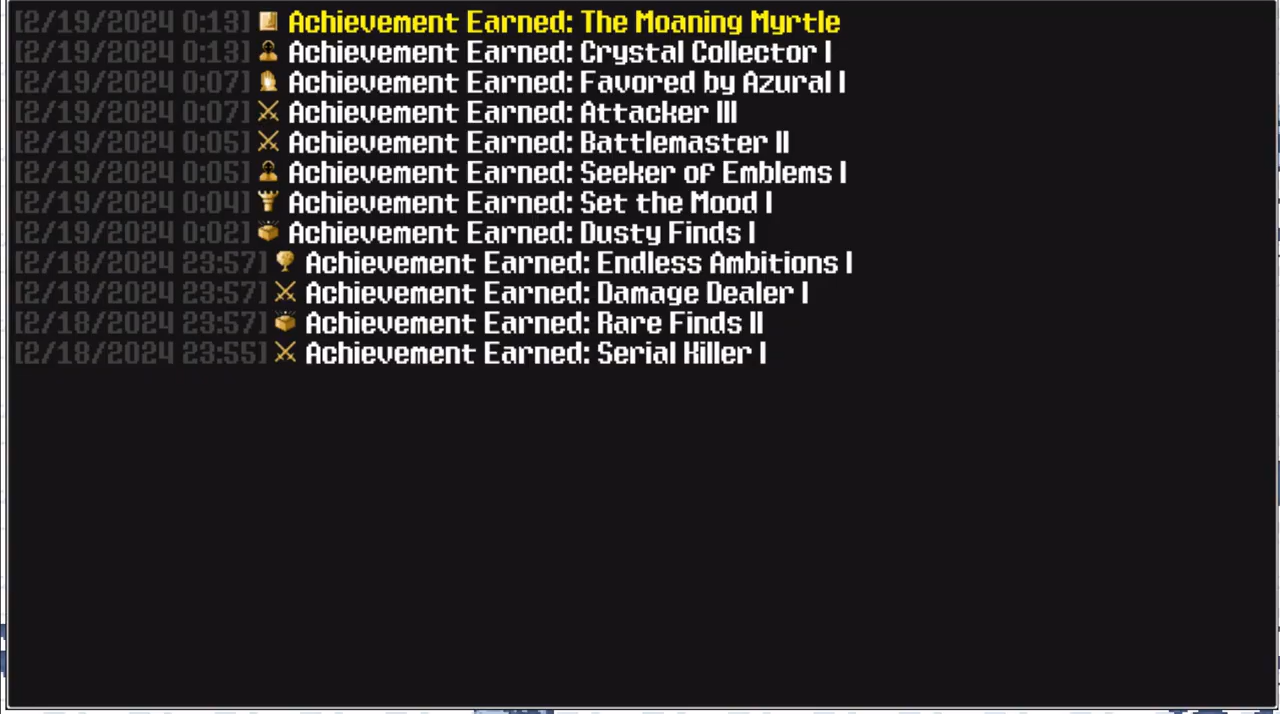 [2/19/2024 0:13] Achievement Earned: The Moaning Myrtle
[2/19/2024 0:13] Achievement Earned: Crystal Collector I
[2/19/2024 0:07] Achievement Earned: Favored by Azural I
[2/19/2024 0:07] Achievement Earned: Attacker III
[2/19/2024 0:05] Achievement Earned: Battlemaster II
[2/19/2024 0:05] Achievement Earned: Seeker of Emblems I
[2/19/2024 0:04] Achievement Earned: Set the Mood I
[2/19/2024 0:02] Achievement Earned: Dusty Finds I
[2/18/2024 23:57] Achievement Earned: Endless Ambitions I
[2/18/2024 23:57] Achievement Earned: Damage Dealer I
[2/18/2024 23:57] Achievement Earned: Rare Finds II
[2/18/2024 23:55] Achievement Earned: Serial Killer I